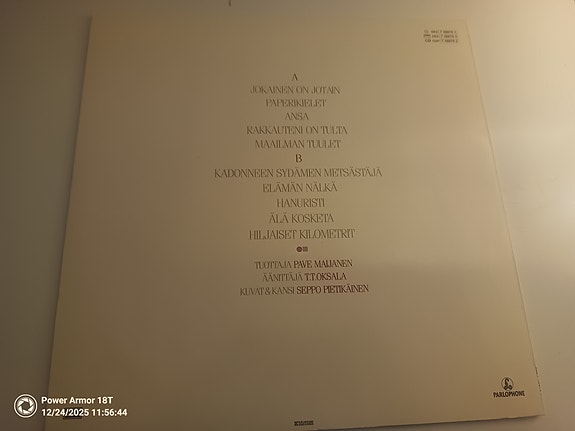 A
JOKAINEN ON JOTAIN
PAPERIKIELET
ANSA
RAKKAUTENI ON TULTA
MAAILMAN TUULET
B
KADONNEEN SYDÄMEN METSÄSTÄJÄ
ELÄMÄN NÄLKÄ
HANURISTI
ÄLÄ KOSKETA
HILJAISET KILOMETRIT
TUOTTAJA PAVE MAIJANEN
ÄÄNITTÄJÄ T.T.OKSALA
KUVAT & KANSI SEPPO PIETIKÄINEN
PARLOPHONE
Power Armor 18T
12/24/2025 11:56:44